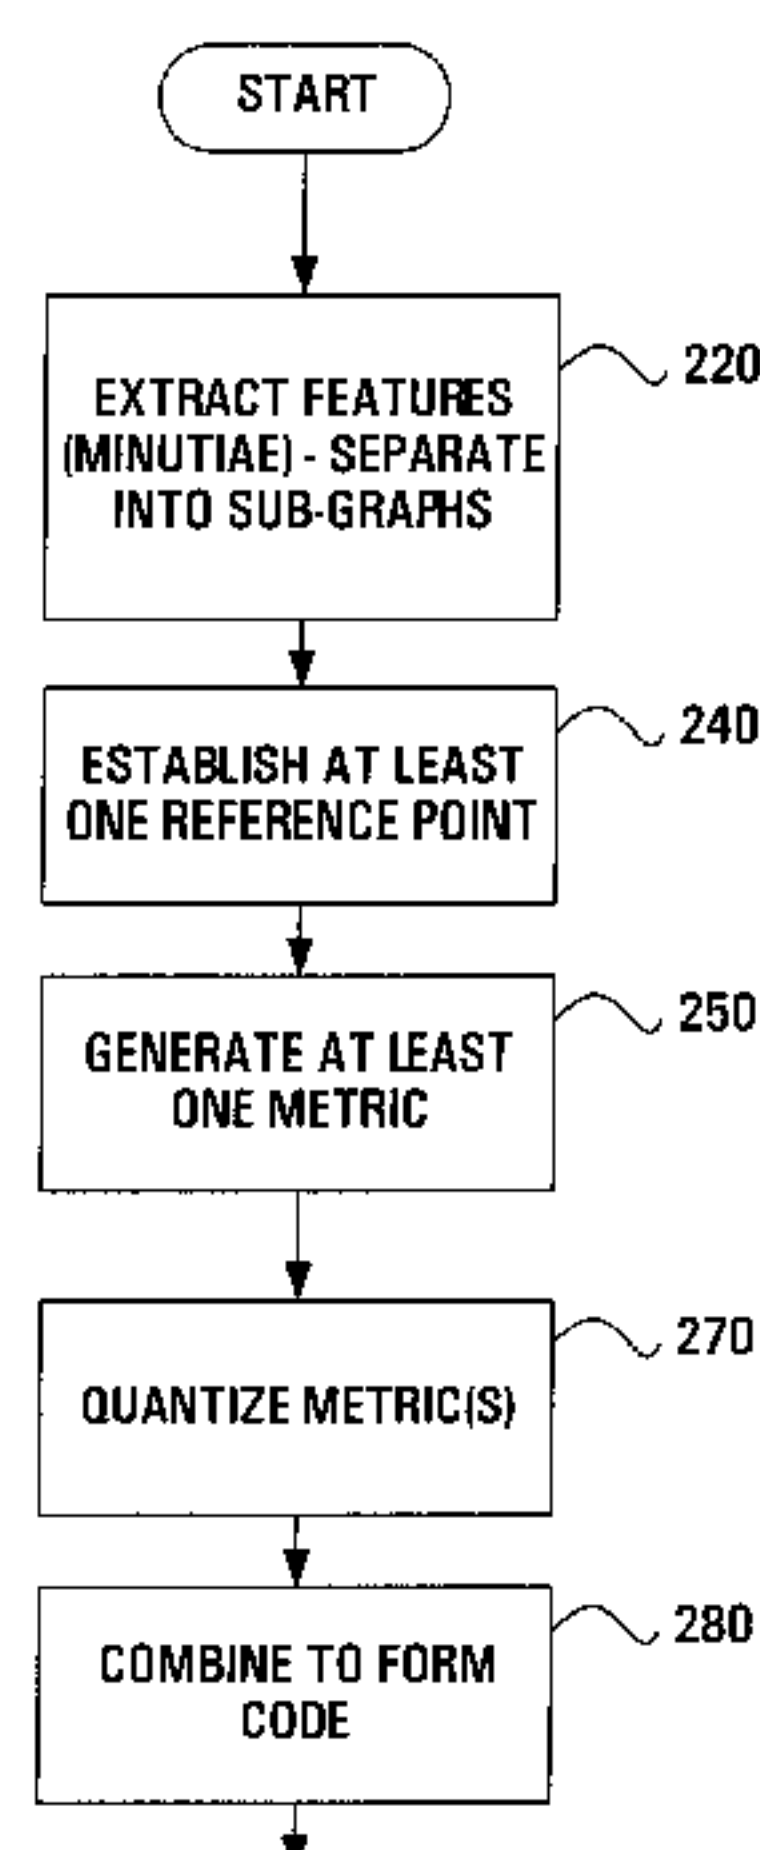 START
220
EXTRACT FEATURES
(MINUTIAE) - SEPARATE
INTO SUB-GRAPHS
240
ESTABLISH AT LEAST
ONE REFERENCE POINT
250
GENERATE AT LEAST
ONE METRIC
270
QUANTIZE METRIC(S)
280
COMBINE TO FORM
CODE